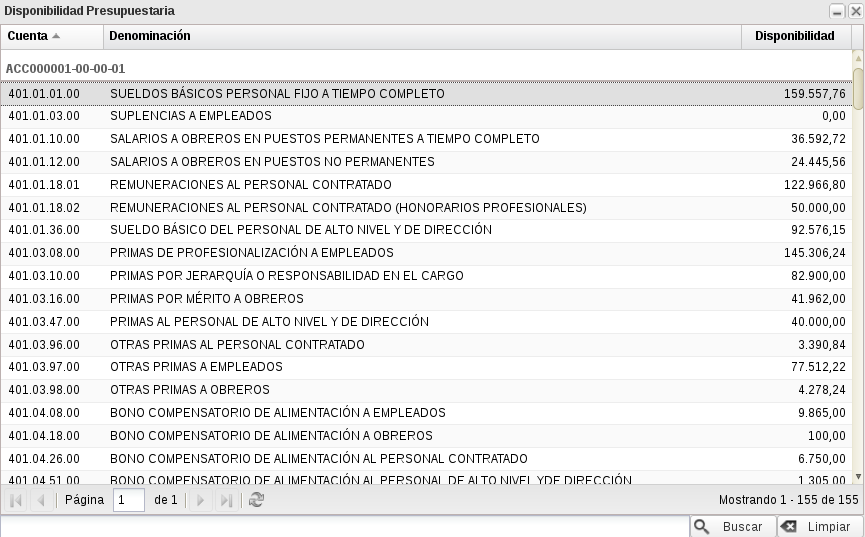 Disponibilidad Presupuestaria
Cuenta Denominación Disponibilidad
ACC000001-00-00-01
401.01.01.00 SUELDOS BÁSICOS PERSONAL FIJO A TIEMPO COMPLETO 159.557,76
401.01.03.00 SUPLENCIAS A EMPLEADOS 0,00
401.01.10.00 SALARIOS A OBREROS EN PUESTOS PERMANENTES A TIEMPO COMPLETO 36.592,72
401.01.12.00 SALARIOS A OBREROS EN PUESTOS NO PERMANENTES 24.445,56
401.01.18.01 REMUNERACIONES AL PERSONAL CONTRATADO 122.966,80
401.01.18.02 REMUNERACIONES AL PERSONAL CONTRATADO (HONORARIOS PROFESIONALES) 50.000,00
401.01.36.00 SUELDO BÁSICO DEL PERSONAL DE ALTO NIVEL Y DE DIRECCIÓN 92.576,15
401.03.08.00 PRIMAS DE PROFESIONALIZACIÓN A EMPLEADOS 145.306,24
401.03.10.00 PRIMAS POR JERARQUÍA O RESPONSABILIDAD EN EL CARGO 82.900,00
401.03.16.00 PRIMAS POR MÉRITO A OBREROS 41.962,00
401.03.47.00 PRIMAS AL PERSONAL DE ALTO NIVEL Y DE DIRECCIÓN 40.000,00
401.03.96.00 OTRAS PRIMAS AL PERSONAL CONTRATADO 3.390,84
401.03.97.00 OTRAS PRIMAS A EMPLEADOS 77.512,22
401.03.98.00 OTRAS PRIMAS A OBREROS 4.278,24
401.04.08.00 BONO COMPENSATORIO DE ALIMENTACIÓN A EMPLEADOS 9.865,00
401.04.18.00 BONO COMPENSATORIO DE ALIMENTACIÓN A OBREROS 100,00
401.04.26.00 BONO COMPENSATORIO DE ALIMENTACIÓN AL PERSONAL CONTRATADO 6.750,00
401.04.51.00 BONO COMPENSATORIO DE ALIMENTACIÓN AL PERSONAL DE ALTO NIVEL YDE DIRECCIÓN 1.305,00
Página 1 de 1 Mostrando 1 - 155 de 155
Buscar Limpiar